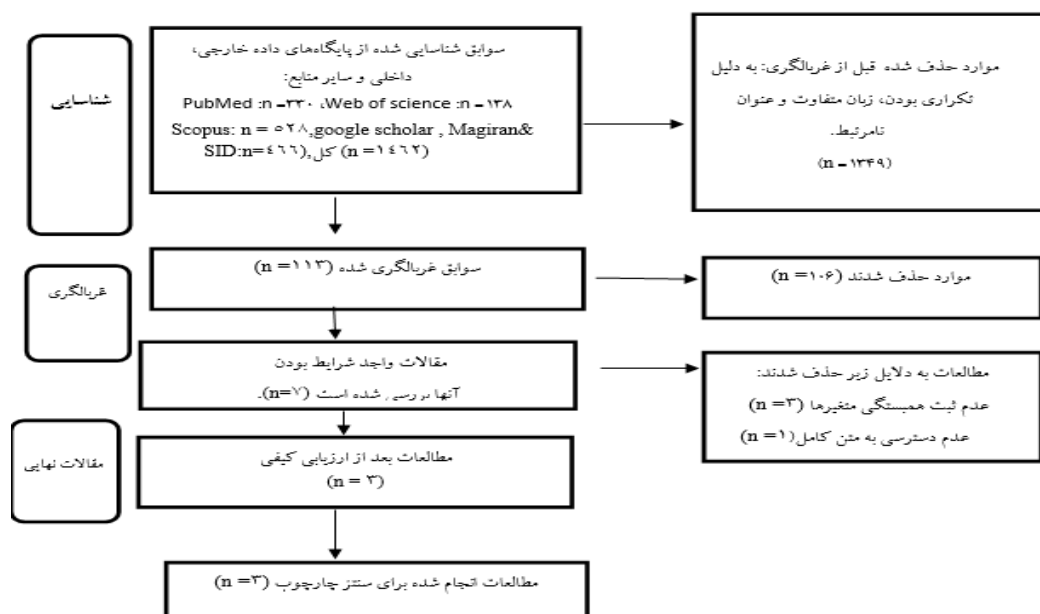 شناسایی
سوابق شناسایی شده از پایگاه‌های داده خارجی،
داخلی و سایر منابع:
PubMed :n =۳۳۰ ،Web of science :n = ۱۳۸
Scopus: n = ٥٢٨,google scholar , Magiran&
SID:n=٤٦٦),کل (n =١٤٦٢)
موارد حذف شده قبل از غربالگری: به دلیل
تکراری بودن، زبان متفاوت و عنوان
نامرتبط.
(n = ۱۳۴۹)
غربالگری
سوابق غربالگری شده (n =۱۱۳)
موارد حذف شدند (n =۱۰۶)
مقالات واجد شرایط بودن
آنها بررسی شده است (n=۷).
مطالعات به دلایل زیر حذف شدند:
عدم ثبت همبستگی متغیرها (n =۳)
عدم دسترسی به متن کامل(n =۱)
مقالات نهایی
مطالعات بعد از ارزیابی کیفی
(n = ۳)
مطالعات انجام شده برای سنتز چارچوب (n =۳)